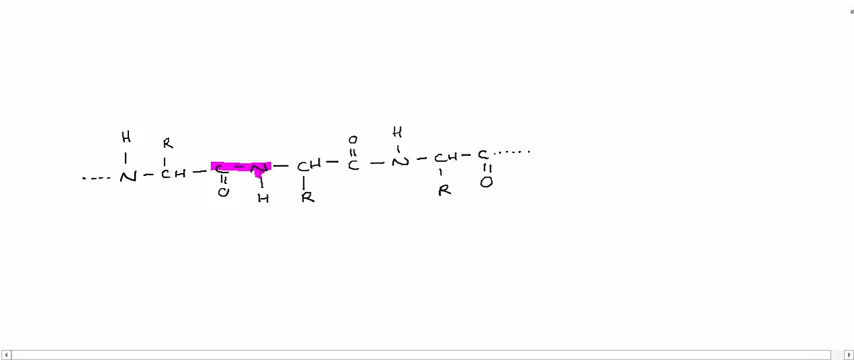 H R O H
···· N – CH – C – N – CH – C – N – CH – C ······
O H R R O